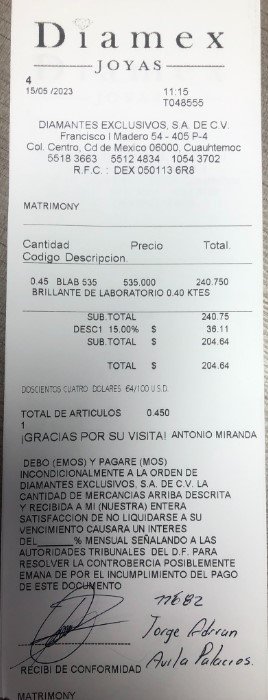 Diamex
JOYAS
4
15/05 /2023 11:15
T048555
DIAMANTES EXCLUSIVOS, S.A. DE C.V.
Francisco I Madero 54 - 405 P-4
Col. Centro, Cd de Mexico 06000, Cuauhtemoc
5518 3663 5512 4834 1054 3702
R.F.C. : DEX 050113 6R8
MATRIMONY
Cantidad Precio Total.
Codigo Descripcion.
0.45 BLAB 535 535.000 240.750
BRILLANTE DE LABORATORIO 0.40 KTES
SUB.TOTAL 240.75
DESC1 15.00% $ 36.11
SUB.TOTAL $ 204.64
TOTAL $ 204.64
DOSCIENTOS CUATRO DOLARES 64/100 U.S.D.
TOTAL DE ARTICULOS 0.450
1
¡GRACIAS POR SU VISITA! ANTONIO MIRANDA
DEBO (EMOS) Y PAGARE (MOS)
INCONDICIONALMENTE A LA ORDEN DE
DIAMANTES EXCLUSIVOS, S.A. DE C.V. LA
CANTIDAD DE MERCANCIAS ARRIBA DESCRITA
Y RECIBIDA A MI (NUESTRA) ENTERA
SATISFACCION DE NO LIQUIDARSE A SU
VENCIMIENTO CAUSARA UN INTERES
DEL______% MENSUAL SEÑALANDO A LAS
AUTORIDADES TRIBUNALES DEL D.F. PARA
RESOLVER LA CONTROBERCIA POSIBLEMENTE
EMANA DE POR EL INCUMPLIMIENTO DEL PAGO
DE ESTE DOCUMENTO
11682
Jorge Adrian
Avila Palacios.
RECIBI DE CONFORMIDAD
MATRIMONY